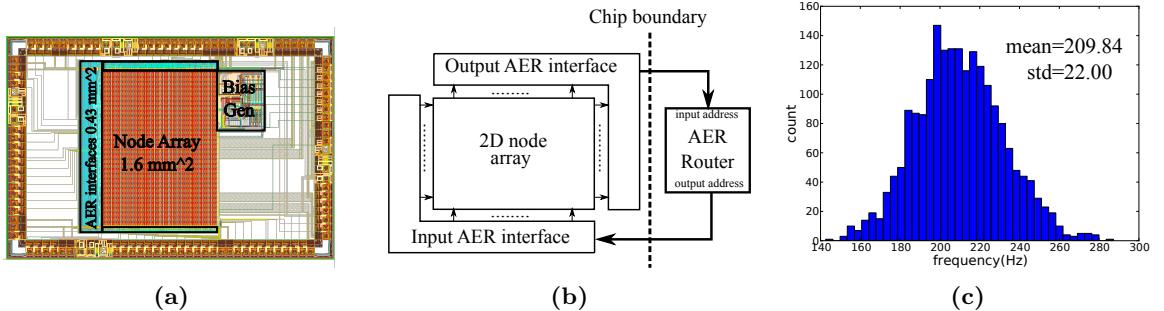 AER interfaces 0.43 mm^2
Node Array
1.6 mm^2
Bias
Gen
(a)
Chip boundary
Output AER interface
2D node
array
Input AER interface
input address
AER
Router
output address
(b)
160
140
120
100
80
60
40
20
0
count
mean=209.84
std=22.00
140 160 180 200 220 240 260 280 300
frequency(Hz)
(c)